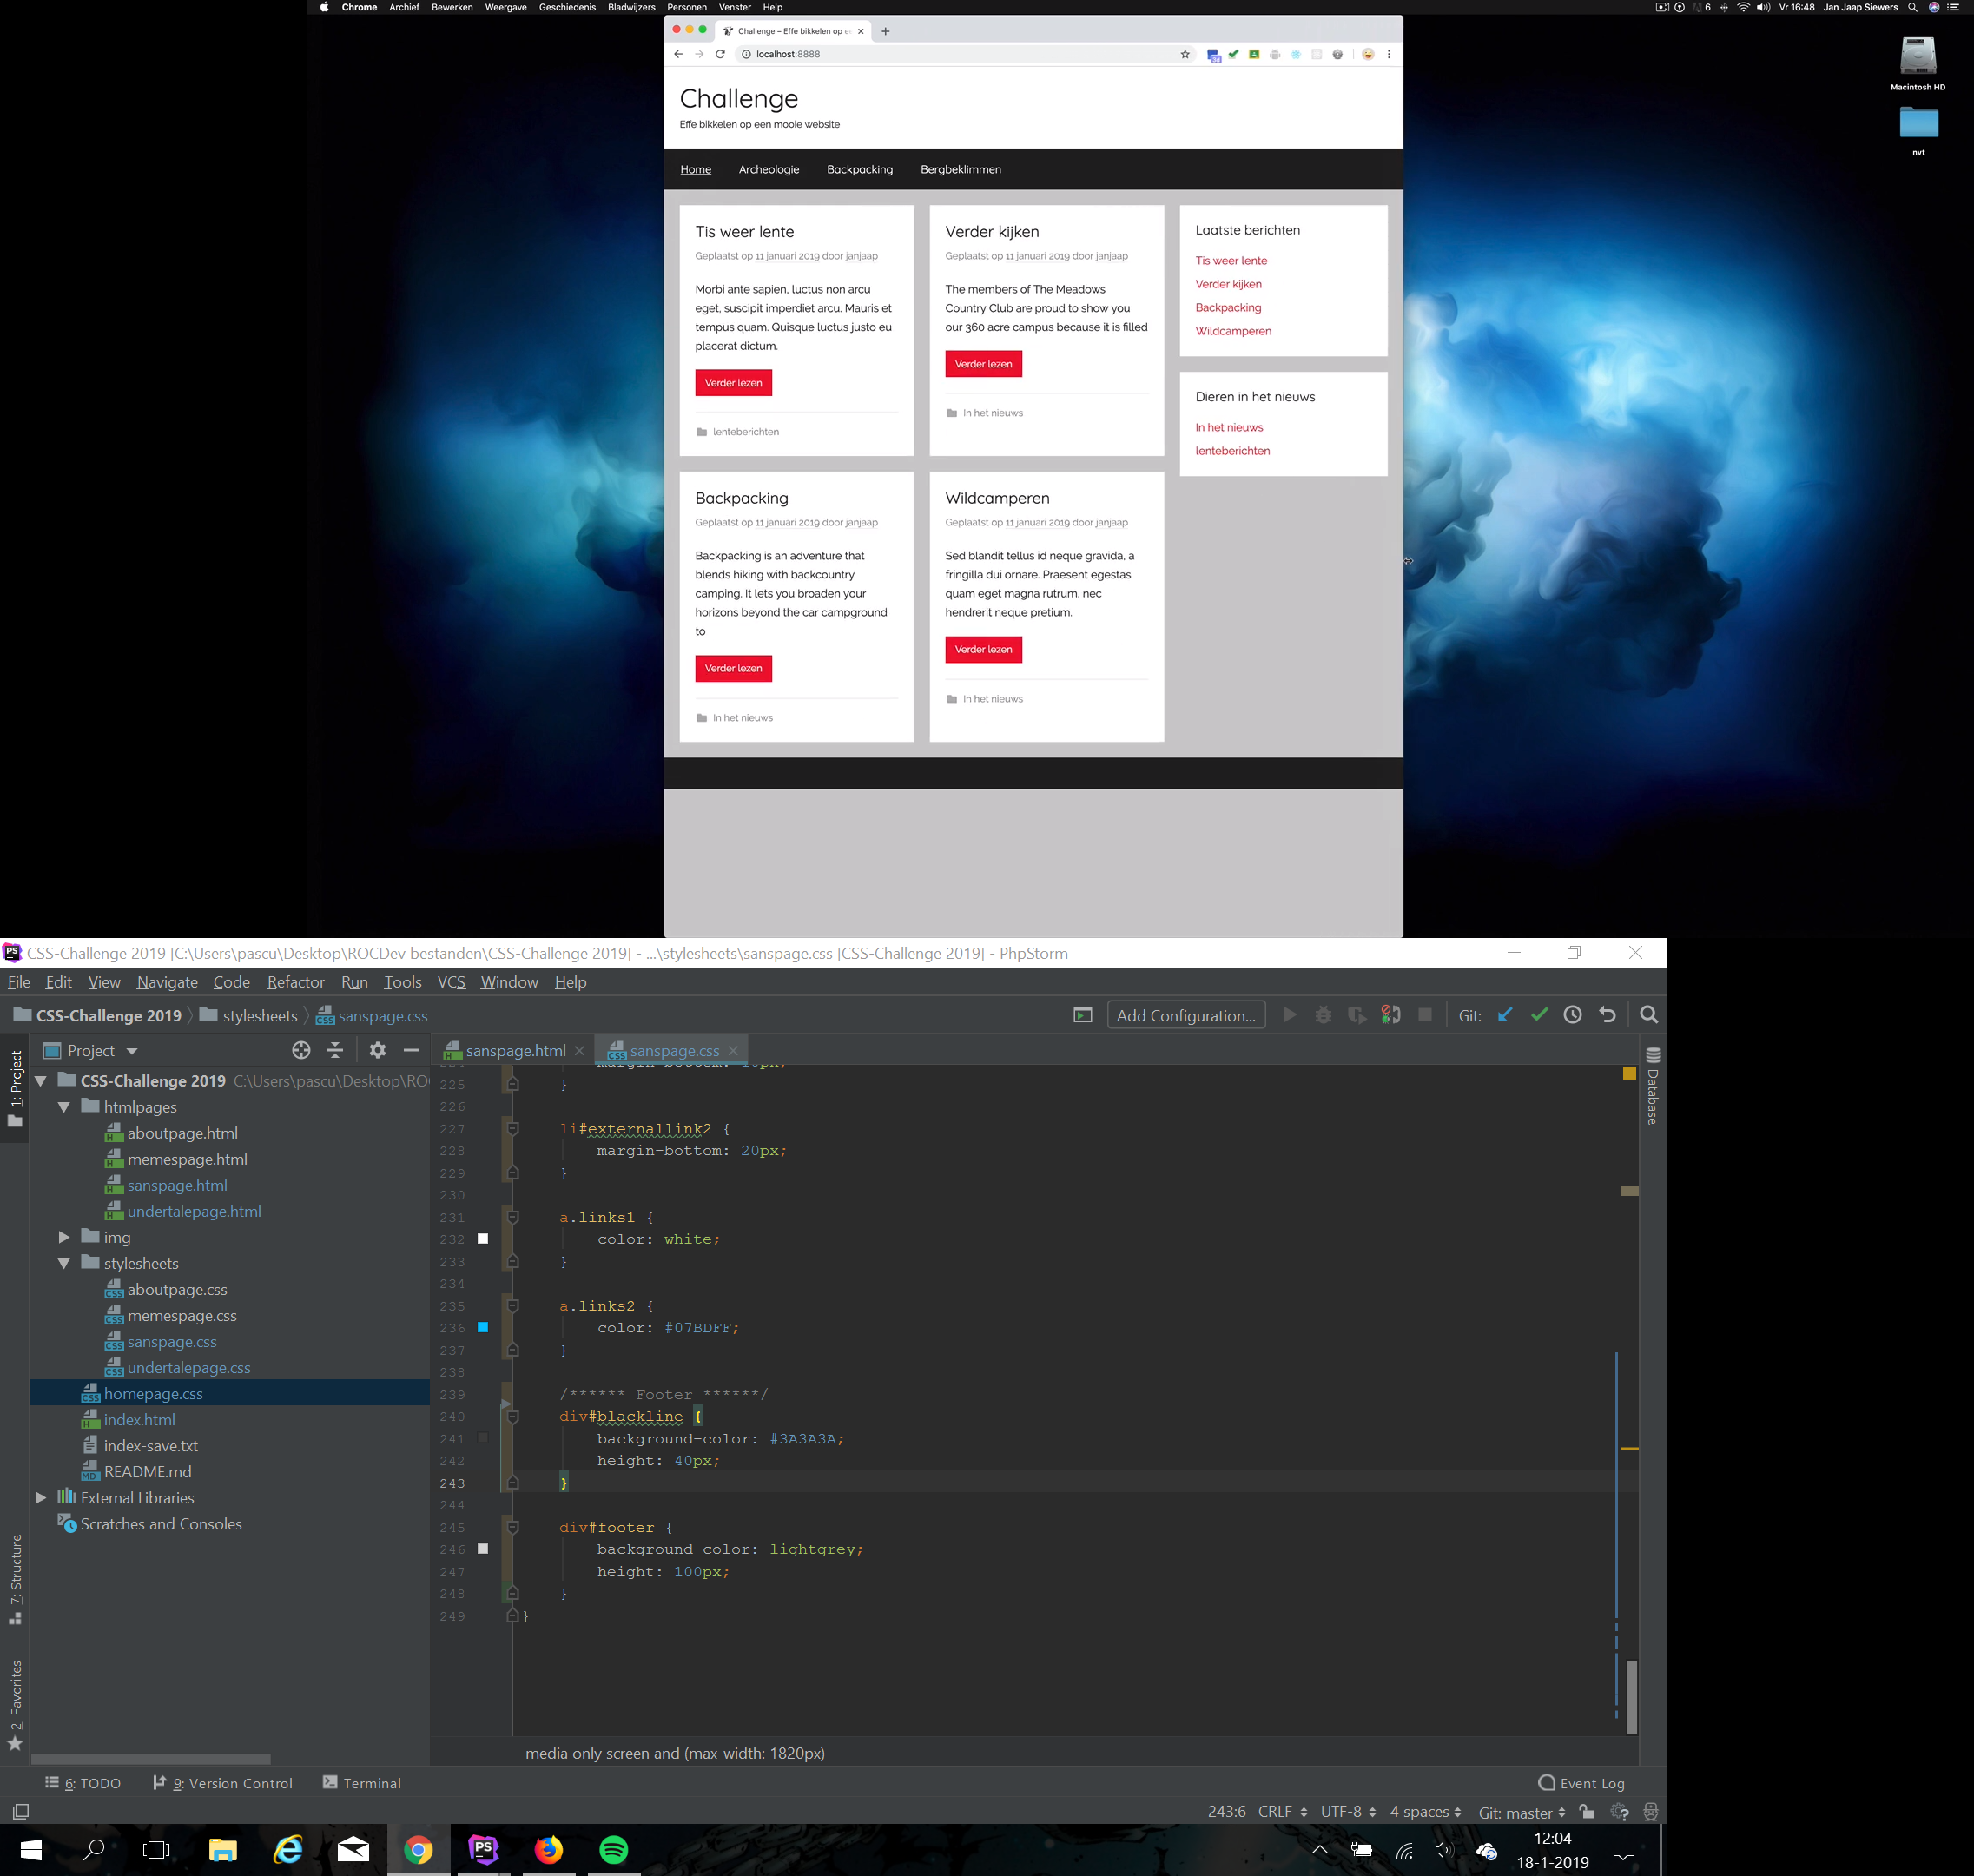 Chrome Archief Bewerken Weergave Geschiedenis Bladwijzers Personen Venster Help
6 Vr 16:48 Jan Jaap Siewers
Macintosh HD
nvt
Challenge – Effe bikkelen op e
localhost:8888
Challenge
Effe bikkelen op een mooie website
Home Archeologie Backpacking Bergbeklimmen
Tis weer lente
Geplaatst op 11 januari 2019 door janjaap
Morbi ante sapien, luctus non arcu
eget, suscipit imperdiet arcu. Mauris et
tempus quam. Quisque luctus justo eu
placerat dictum.
Verder lezen
lenteberichten
Verder kijken
Geplaatst op 11 januari 2019 door janjaap
The members of The Meadows
Country Club are proud to show you
our 360 acre campus because it is filled
Verder lezen
In het nieuws
Laatste berichten
Tis weer lente
Verder kijken
Backpacking
Wildcamperen
Dieren in het nieuws
In het nieuws
lenteberichten
Backpacking
Geplaatst op 11 januari 2019 door janjaap
Backpacking is an adventure that
blends hiking with backcountry
camping. It lets you broaden your
horizons beyond the car campground
to
Verder lezen
In het nieuws
Wildcamperen
Geplaatst op 11 januari 2019 door janjaap
Sed blandit tellus id neque gravida, a
fringilla dui ornare. Praesent egestas
quam eget magna rutrum, nec
hendrerit neque pretium.
Verder lezen
In het nieuws
PS CSS-Challenge 2019 [C:\Users\pascu\Desktop\ROCDev bestanden\CSS-Challenge 2019] - ...\stylesheets\sanspage.css [CSS-Challenge 2019] - PhpStorm
File Edit View Navigate Code Refactor Run Tools VCS Window Help
CSS-Challenge 2019 stylesheets sanspage.css
Add Configuration... Git:
Project
sanspage.html sanspage.css
1: Project
7: Structure
2: Favorites
Database
CSS-Challenge 2019 C:\Users\pascu\Desktop\RO
htmlpages
aboutpage.html
memespage.html
sanspage.html
undertalepage.html
img
stylesheets
aboutpage.css
memespage.css
sanspage.css
undertalepage.css
homepage.css
index.html
index-save.txt
README.md
External Libraries
Scratches and Consoles
225 }
226
227 li#externallink2 {
228 margin-bottom: 20px;
229 }
230
231 a.links1 {
232 color: white;
233 }
234
235 a.links2 {
236 color: #07BDFF;
237 }
238
239 /****** Footer ******/
240 div#blackline {
241 background-color: #3A3A3A;
242 height: 40px;
243 }
244
245 div#footer {
246 background-color: lightgrey;
247 height: 100px;
248 }
249 }
media only screen and (max-width: 1820px)
6: TODO 9: Version Control Terminal Event Log
243:6 CRLF UTF-8 4 spaces Git: master
12:04
18-1-2019